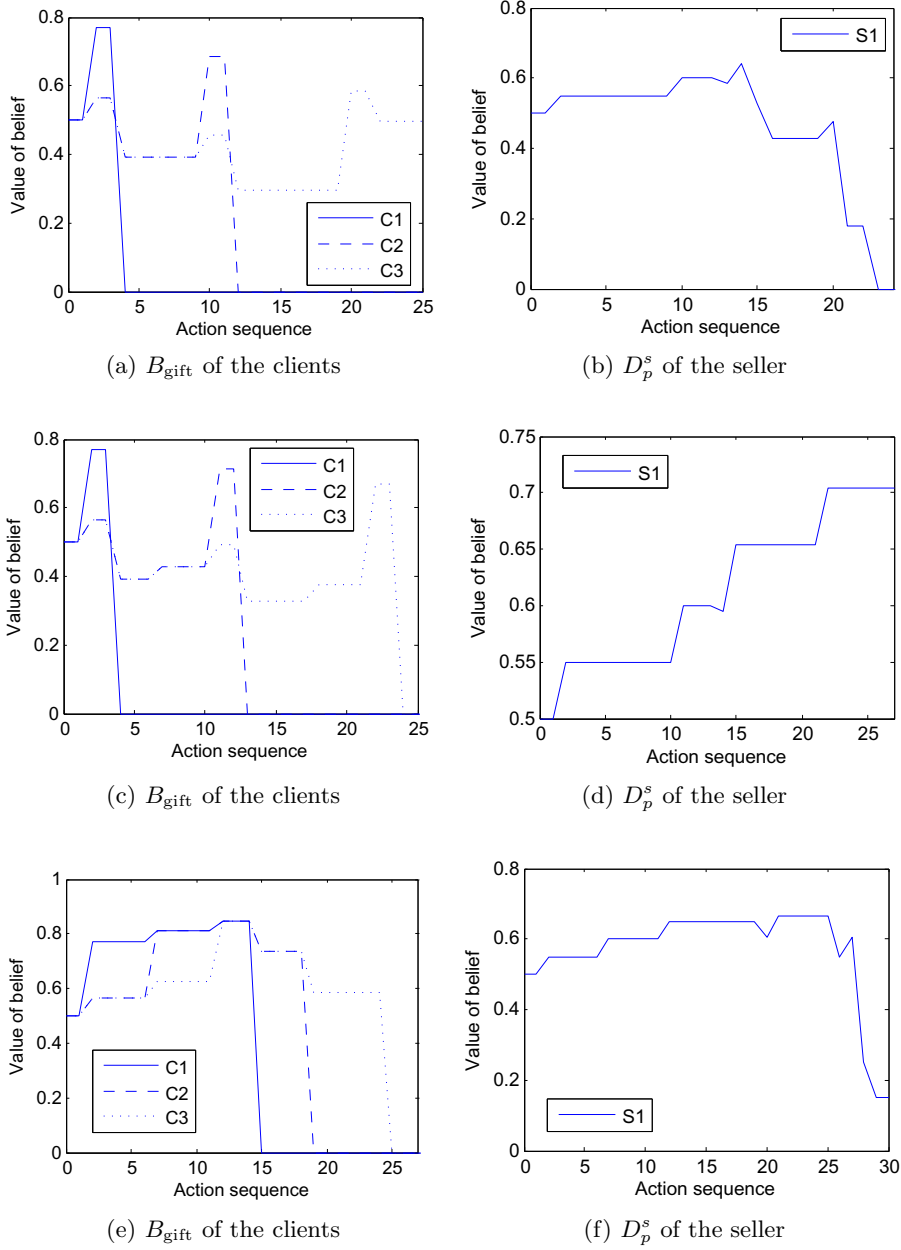 0.8
0.6
0.4
0.2
0
Value of belief
C1
C2
C3
0 5 10 15 20 25
Action sequence
(a) B_gift of the clients
0.8
0.6
0.4
0.2
0
Value of belief
S1
0 5 10 15 20
Action sequence
(b) D_p^s of the seller
0.8
0.6
0.4
0.2
0
Value of belief
C1
C2
C3
0 5 10 15 20 25
Action sequence
(c) B_gift of the clients
0.75
0.7
0.65
0.6
0.55
0.5
Value of belief
S1
0 5 10 15 20 25
Action sequence
(d) D_p^s of the seller
1
0.8
0.6
0.4
0.2
0
Value of belief
C1
C2
C3
0 5 10 15 20 25
Action sequence
(e) B_gift of the clients
0.8
0.6
0.4
0.2
0
Value of belief
S1
0 5 10 15 20 25 30
Action sequence
(f) D_p^s of the seller